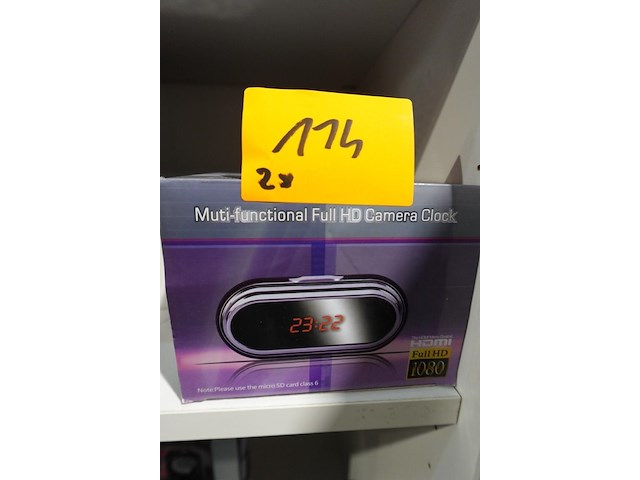 114
2x
Muti-functional Full HD Camera Clock
23:22
HDMI
Full HD
1080
Note:Please use the micro SD card class 6